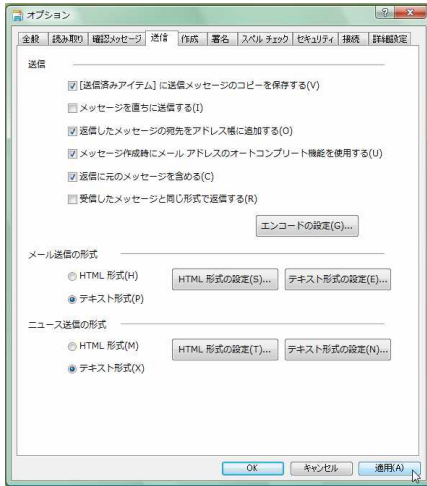 オプション
全般 読み取り 確認メッセージ 送信 作成 署名 スペル チェック セキュリティ 接続 詳細設定
送信
[送信済みアイテム] に送信メッセージのコピーを保存する(V)
メッセージを直ちに送信する(I)
返信したメッセージの宛先をアドレス帳に追加する(O)
メッセージ作成時にメール アドレスのオートコンプリート機能を使用する(U)
返信に元のメッセージを含める(C)
受信したメッセージと同じ形式で返信する(R)
エンコードの設定(G)...
メール送信の形式
HTML 形式(H) HTML 形式の設定(S)... テキスト形式の設定(E)...
テキスト形式(P)
ニュース送信の形式
HTML 形式(M) HTML 形式の設定(T)... テキスト形式の設定(N)...
テキスト形式(X)
OK キャンセル 適用(A)